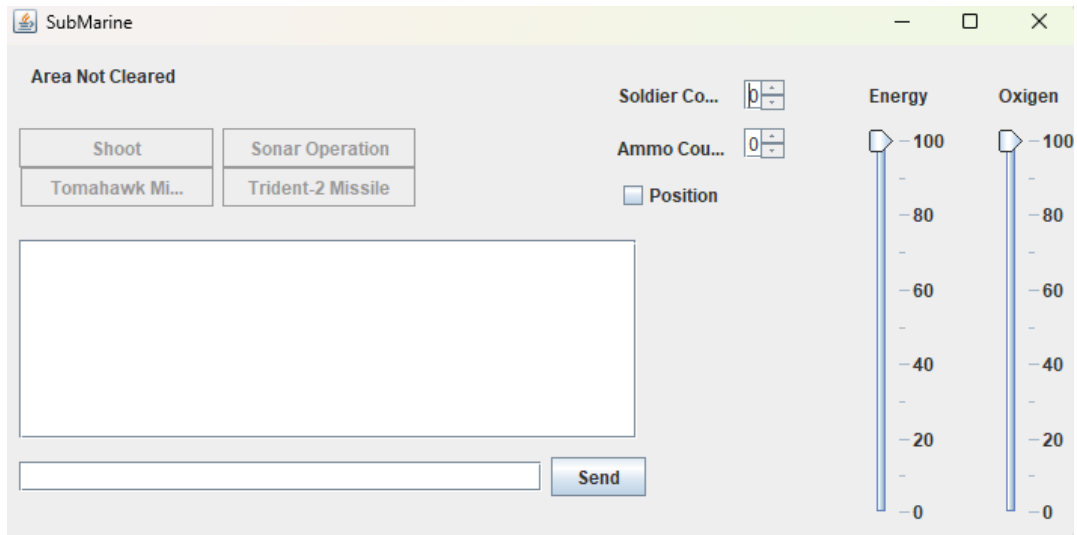 SubMarine
Area Not Cleared
Soldier Co... 0
Energy
Oxigen
Shoot
Sonar Operation
Ammo Cou... 0
Tomahawk Mi...
Trident-2 Missile
Position
100
100
80
80
60
60
40
40
20
20
0
0
Send